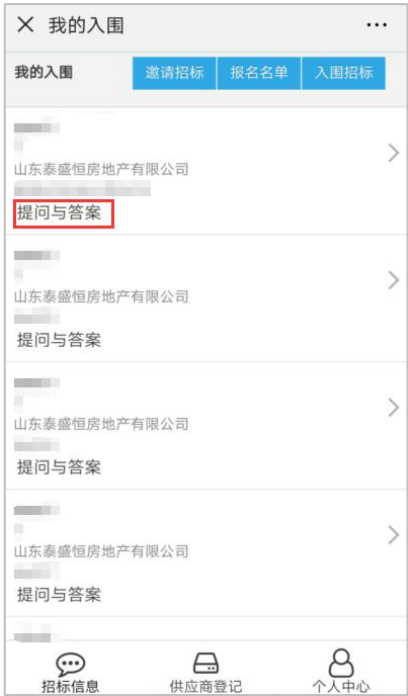 我的入围
我的入围 邀请招标 报名名单 入围招标
山东泰盛恒房地产有限公司
提问与答案
山东泰盛恒房地产有限公司
提问与答案
山东泰盛恒房地产有限公司
提问与答案
山东泰盛恒房地产有限公司
提问与答案
招标信息 供应商登记 个人中心